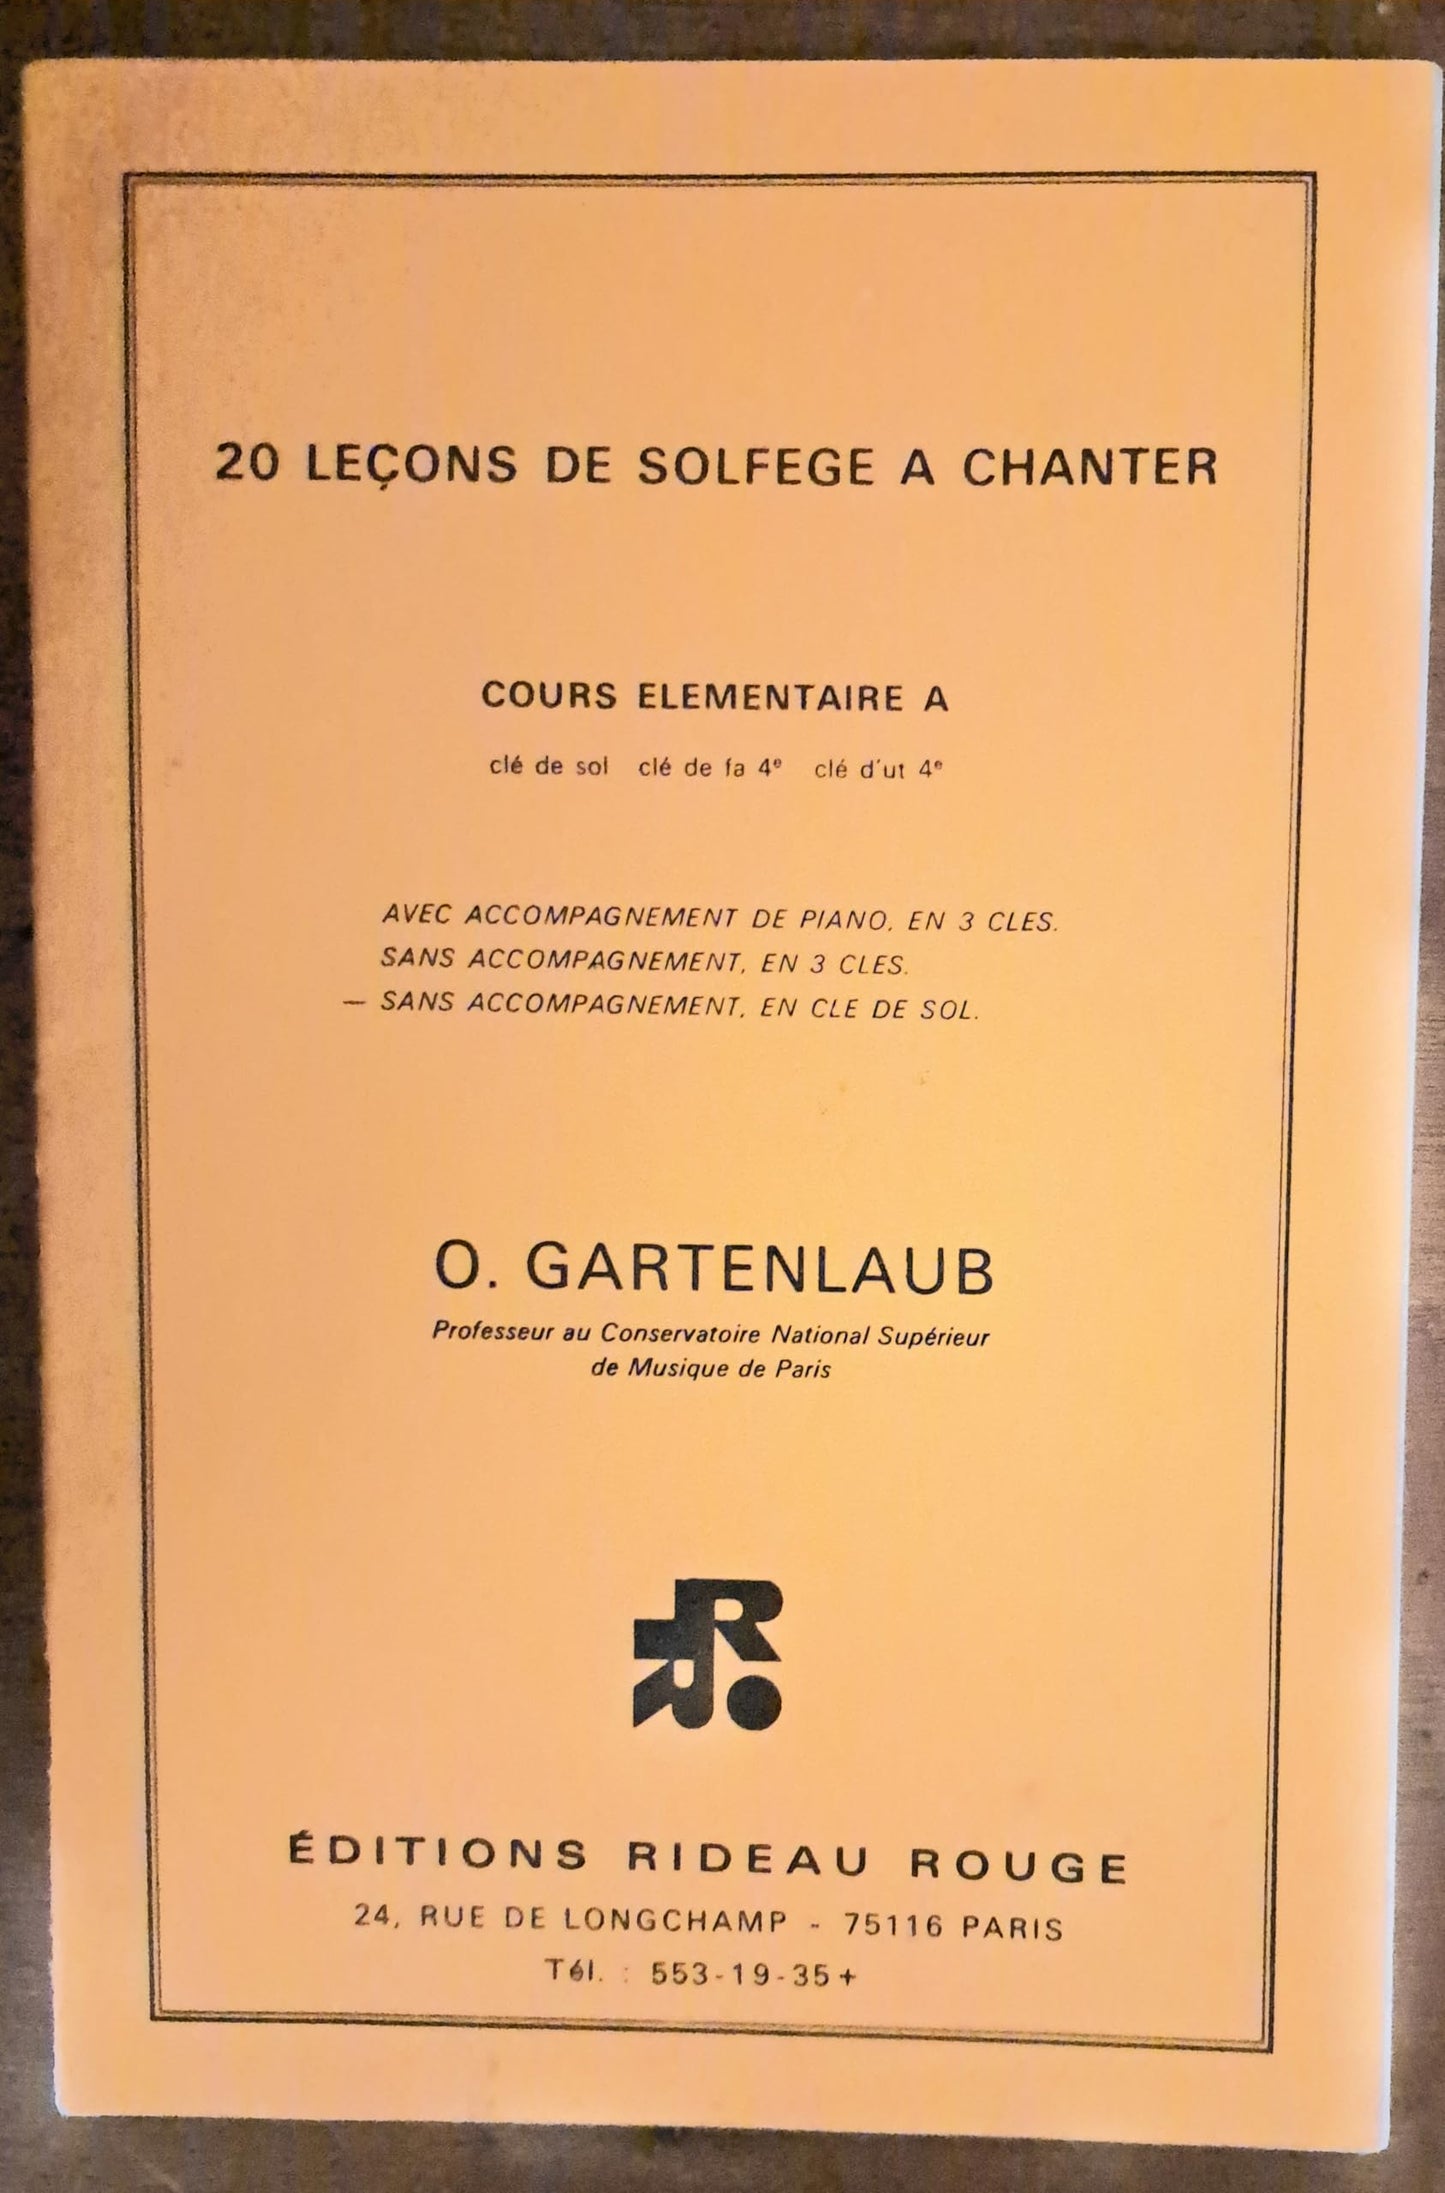 20 LEÇONS DE SOLFEGE A CHANTER
COURS ELEMENTAIRE A
clé de sol clé de fa 4e clé d'ut 4e
AVEC ACCOMPAGNEMENT DE PIANO, EN 3 CLES.
SANS ACCOMPAGNEMENT, EN 3 CLES.
— SANS ACCOMPAGNEMENT, EN CLE DE SOL.
O. GARTENLAUB
Professeur au Conservatoire National Supérieur
de Musique de Paris
ÉDITIONS RIDEAU ROUGE
24, RUE DE LONGCHAMP - 75116 PARIS
Tél. : 553-19-35+